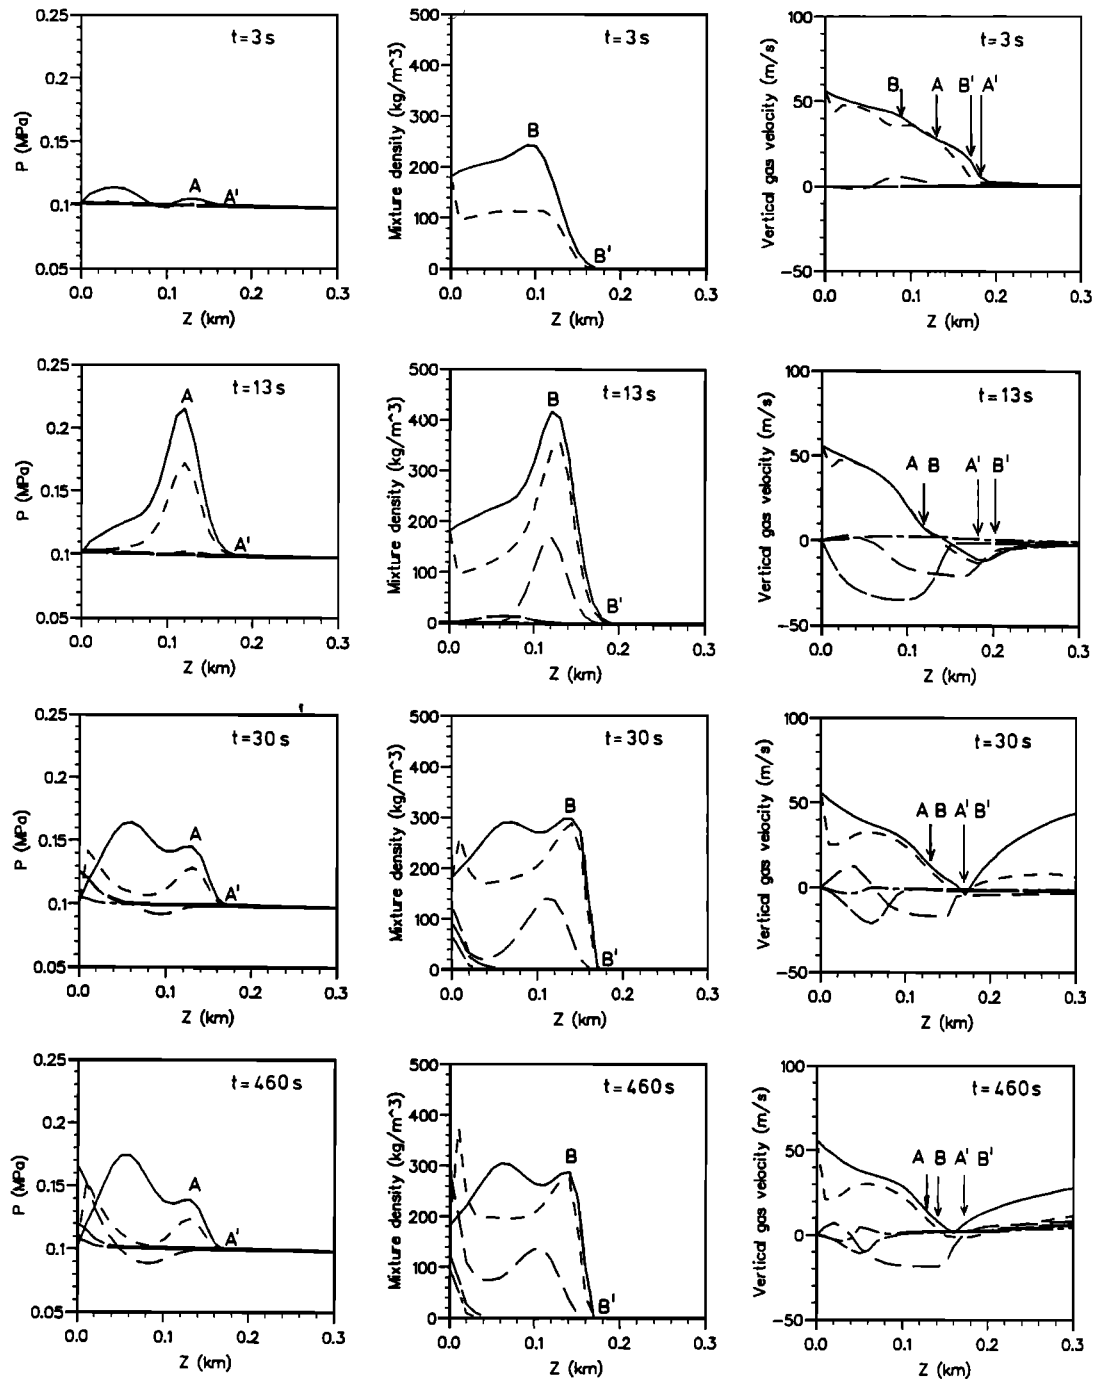 0.25
t=3s
0.2
P (MPa)
0.15
A
A'
0.1
0.05
0.0 0.1 0.2 0.3
Z (km)
500
t=3s
400
Mixture density (kg/m^3)
300
B
200
100
B'
0
0.0 0.1 0.2 0.3
Z (km)
100
t=3s
Vertical gas velocity (m/s)
B A B' A'
50
0
-50
0.0 0.1 0.2 0.3
Z (km)
0.25
t=13s
A
0.2
P (MPa)
0.15
A'
0.1
0.05
0.0 0.1 0.2 0.3
Z (km)
500
t=13s
B
400
Mixture density (kg/m^3)
300
200
100
B'
0
0.0 0.1 0.2 0.3
Z (km)
100
t=13s
Vertical gas velocity (m/s)
50
A B A' B'
0
-50
0.0 0.1 0.2 0.3
Z (km)
0.25
t=30s
0.2
P (MPa)
0.15
A
A'
0.1
0.05
0.0 0.1 0.2 0.3
Z (km)
500
t=30s
400
Mixture density (kg/m^3)
B
300
200
100
B'
0
0.0 0.1 0.2 0.3
Z (km)
100
t=30s
Vertical gas velocity (m/s)
50
A B A' B'
0
-50
0.0 0.1 0.2 0.3
Z (km)
0.25
t=460s
0.2
P (MPa)
A
0.15
A'
0.1
0.05
0.0 0.1 0.2 0.3
Z (km)
500
t=460s
400
Mixture density (kg/m^3)
B
300
200
100
B'
0
0.0 0.1 0.2 0.3
Z (km)
100
t=460s
Vertical gas velocity (m/s)
50
A B A' B'
0
-50
0.0 0.1 0.2 0.3
Z (km)